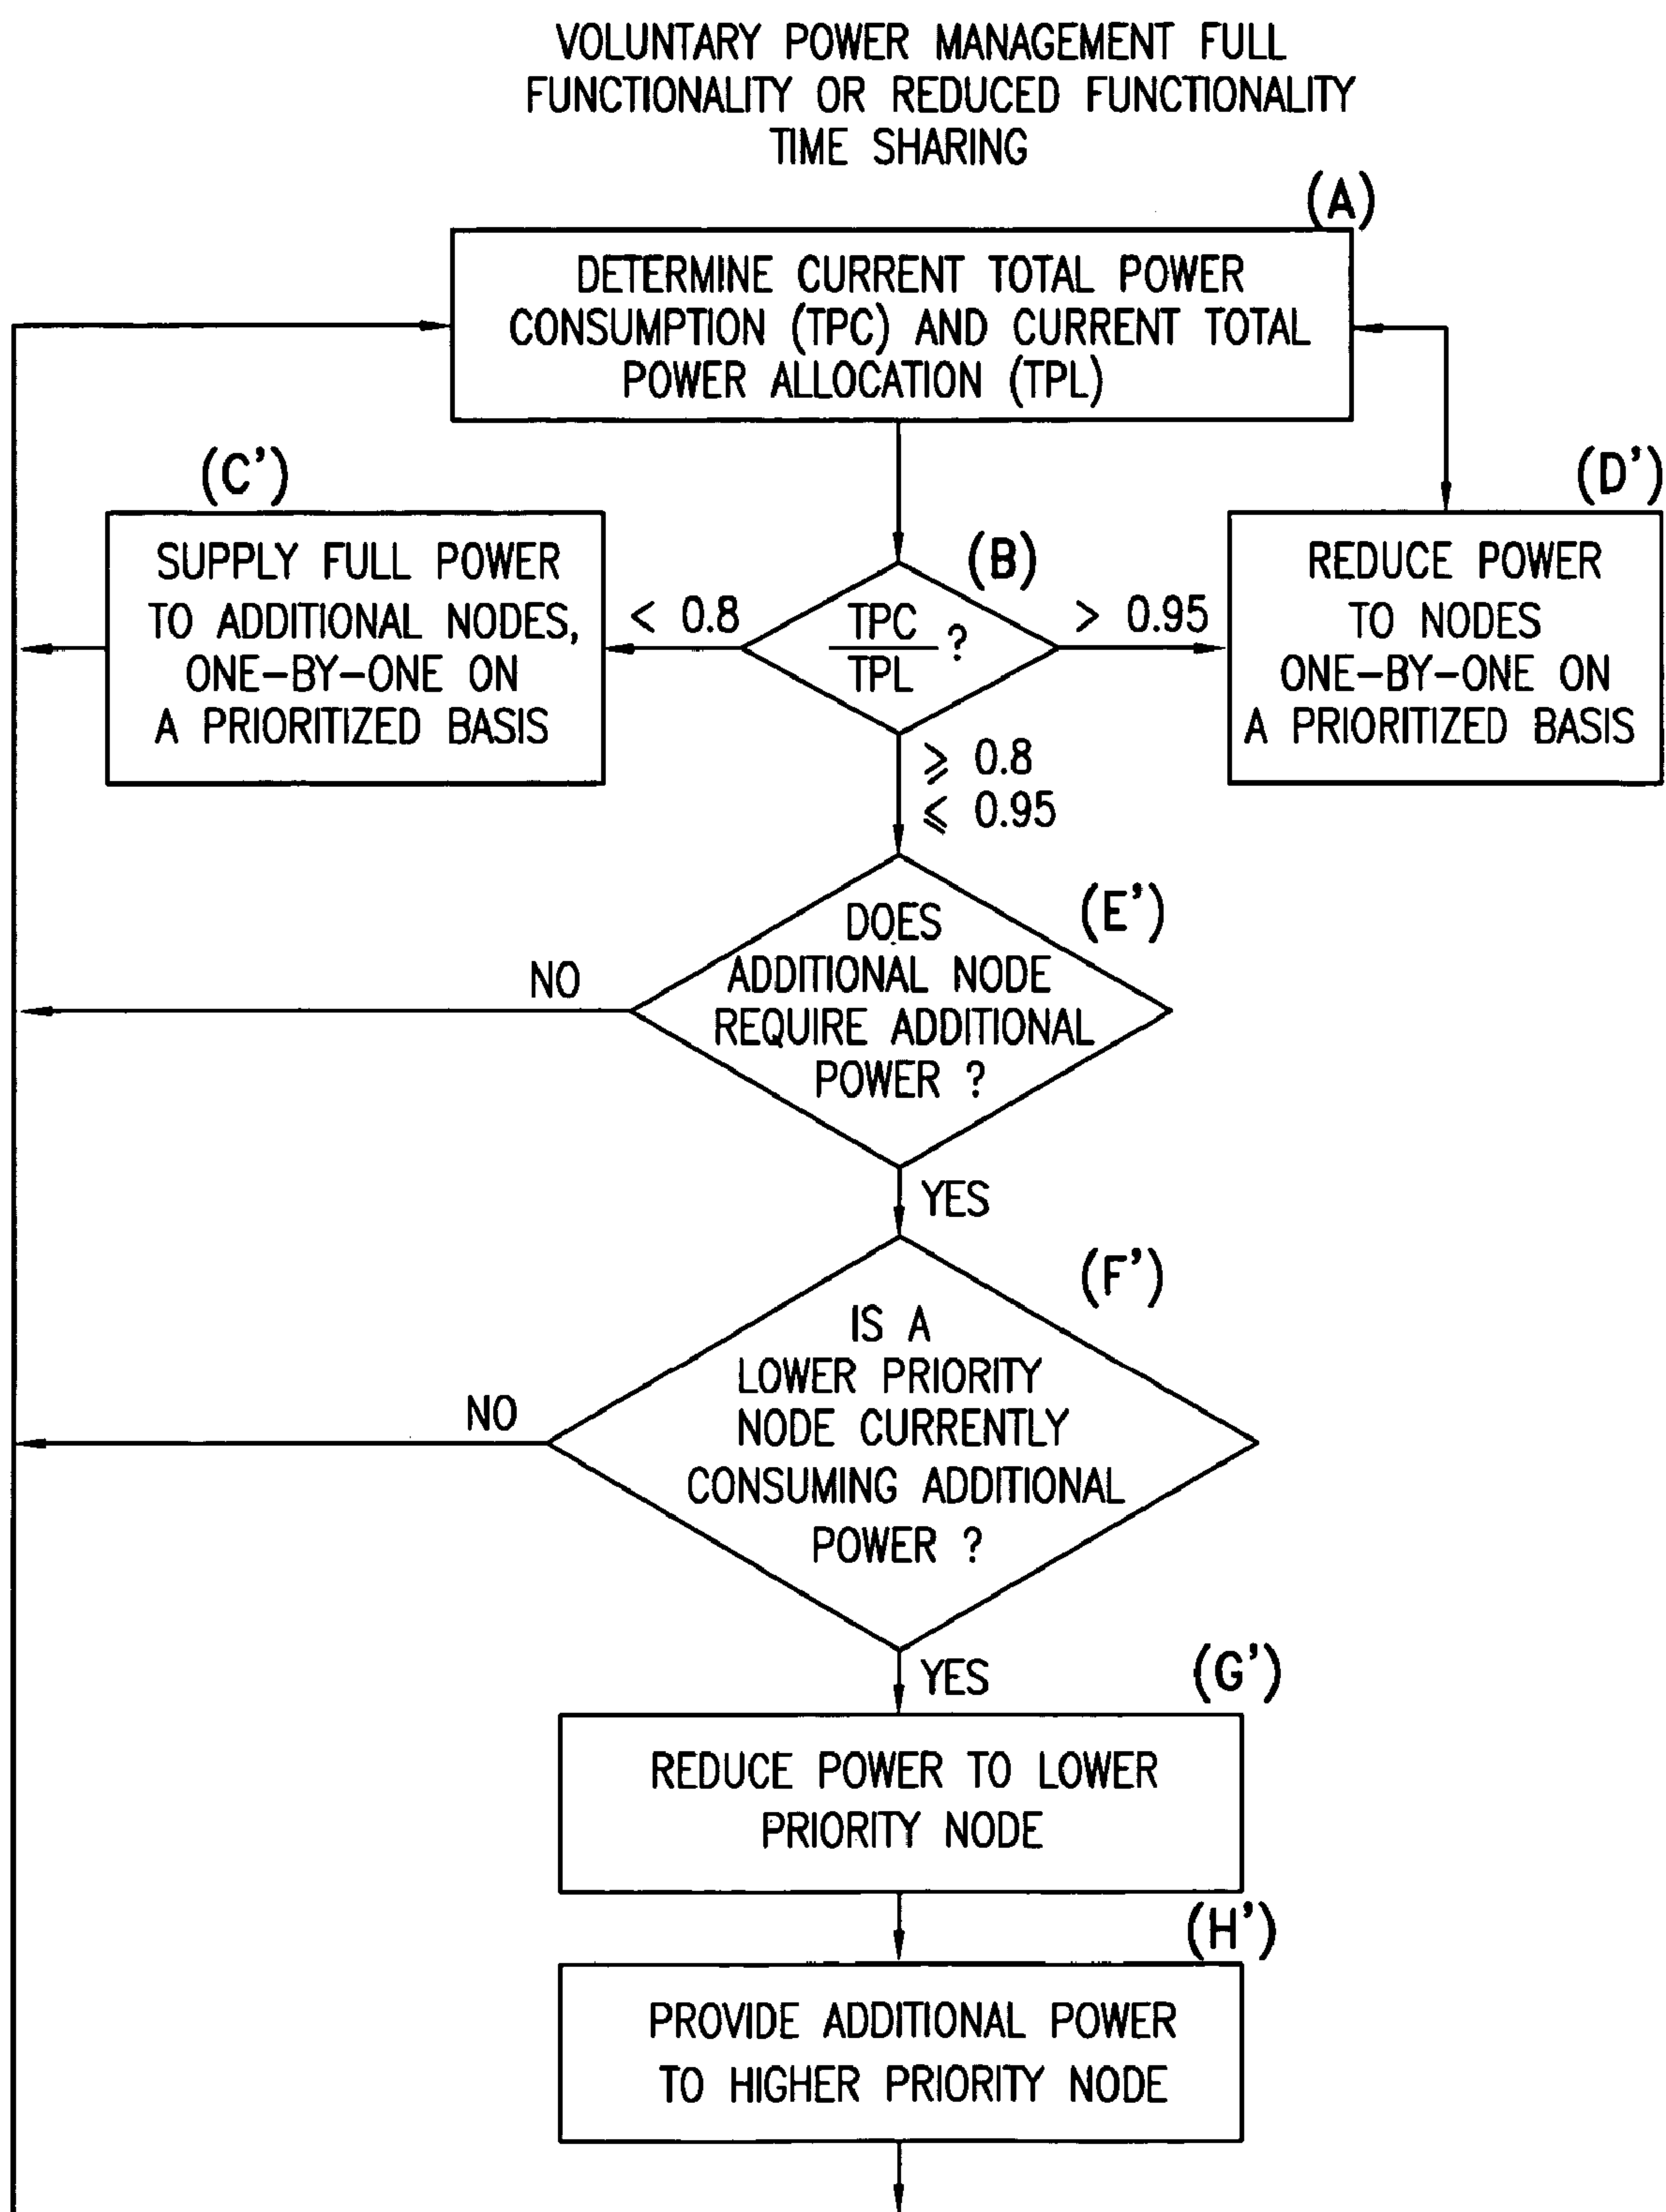 VOLUNTARY POWER MANAGEMENT FULL
FUNCTIONALITY OR REDUCED FUNCTIONALITY
TIME SHARING
(A)
DETERMINE CURRENT TOTAL POWER
CONSUMPTION (TPC) AND CURRENT TOTAL
POWER ALLOCATION (TPL)
(C')
SUPPLY FULL POWER
TO ADDITIONAL NODES,
ONE-BY-ONE ON
A PRIORITIZED BASIS
< 0.8
(B)
TPC
TPL
?
> 0.95
(D')
REDUCE POWER
TO NODES
ONE-BY-ONE ON
A PRIORITIZED BASIS
⩾ 0.8
⩽ 0.95
(E')
DOES
ADDITIONAL NODE
REQUIRE ADDITIONAL
POWER ?
NO
YES
(F')
IS A
LOWER PRIORITY
NODE CURRENTLY
CONSUMING ADDITIONAL
POWER ?
NO
YES
(G')
REDUCE POWER TO LOWER
PRIORITY NODE
(H')
PROVIDE ADDITIONAL POWER
TO HIGHER PRIORITY NODE